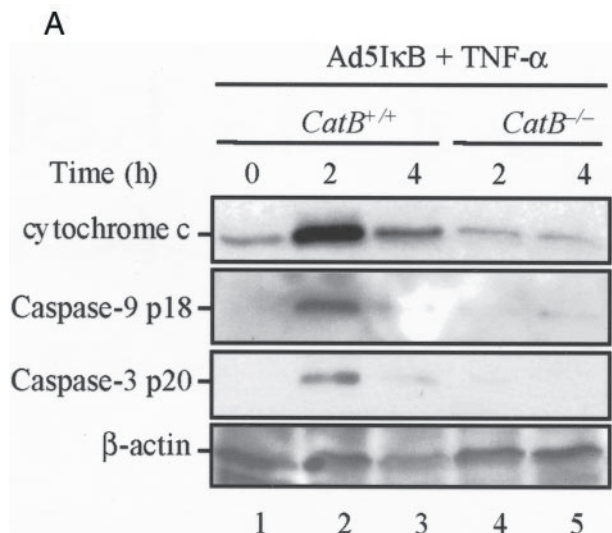 A
Ad5IκB + TNF-α
CatB+/+ CatB–/–
Time (h) 0 2 4 2 4
cytochrome c
Caspase-9 p18
Caspase-3 p20
β-actin
1 2 3 4 5